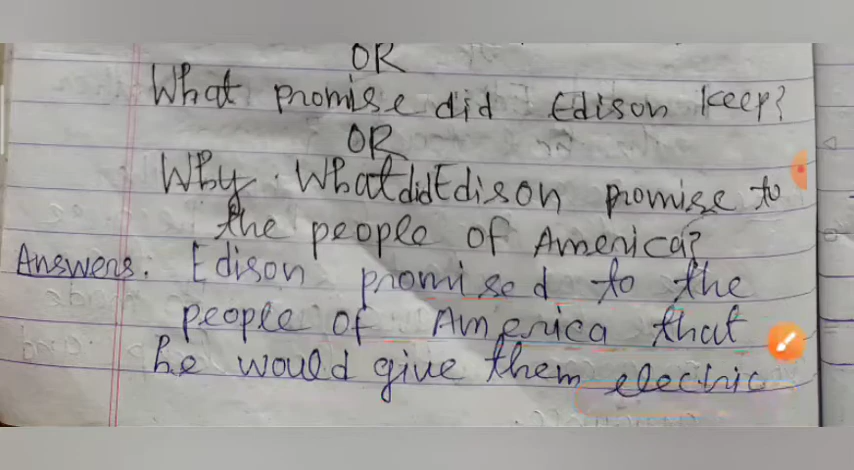 OR
What promise did Edison keep?
OR
Why. What did Edison promise to
the people of America?
Answers. Edison promised to the
people of America that
he would give them electric